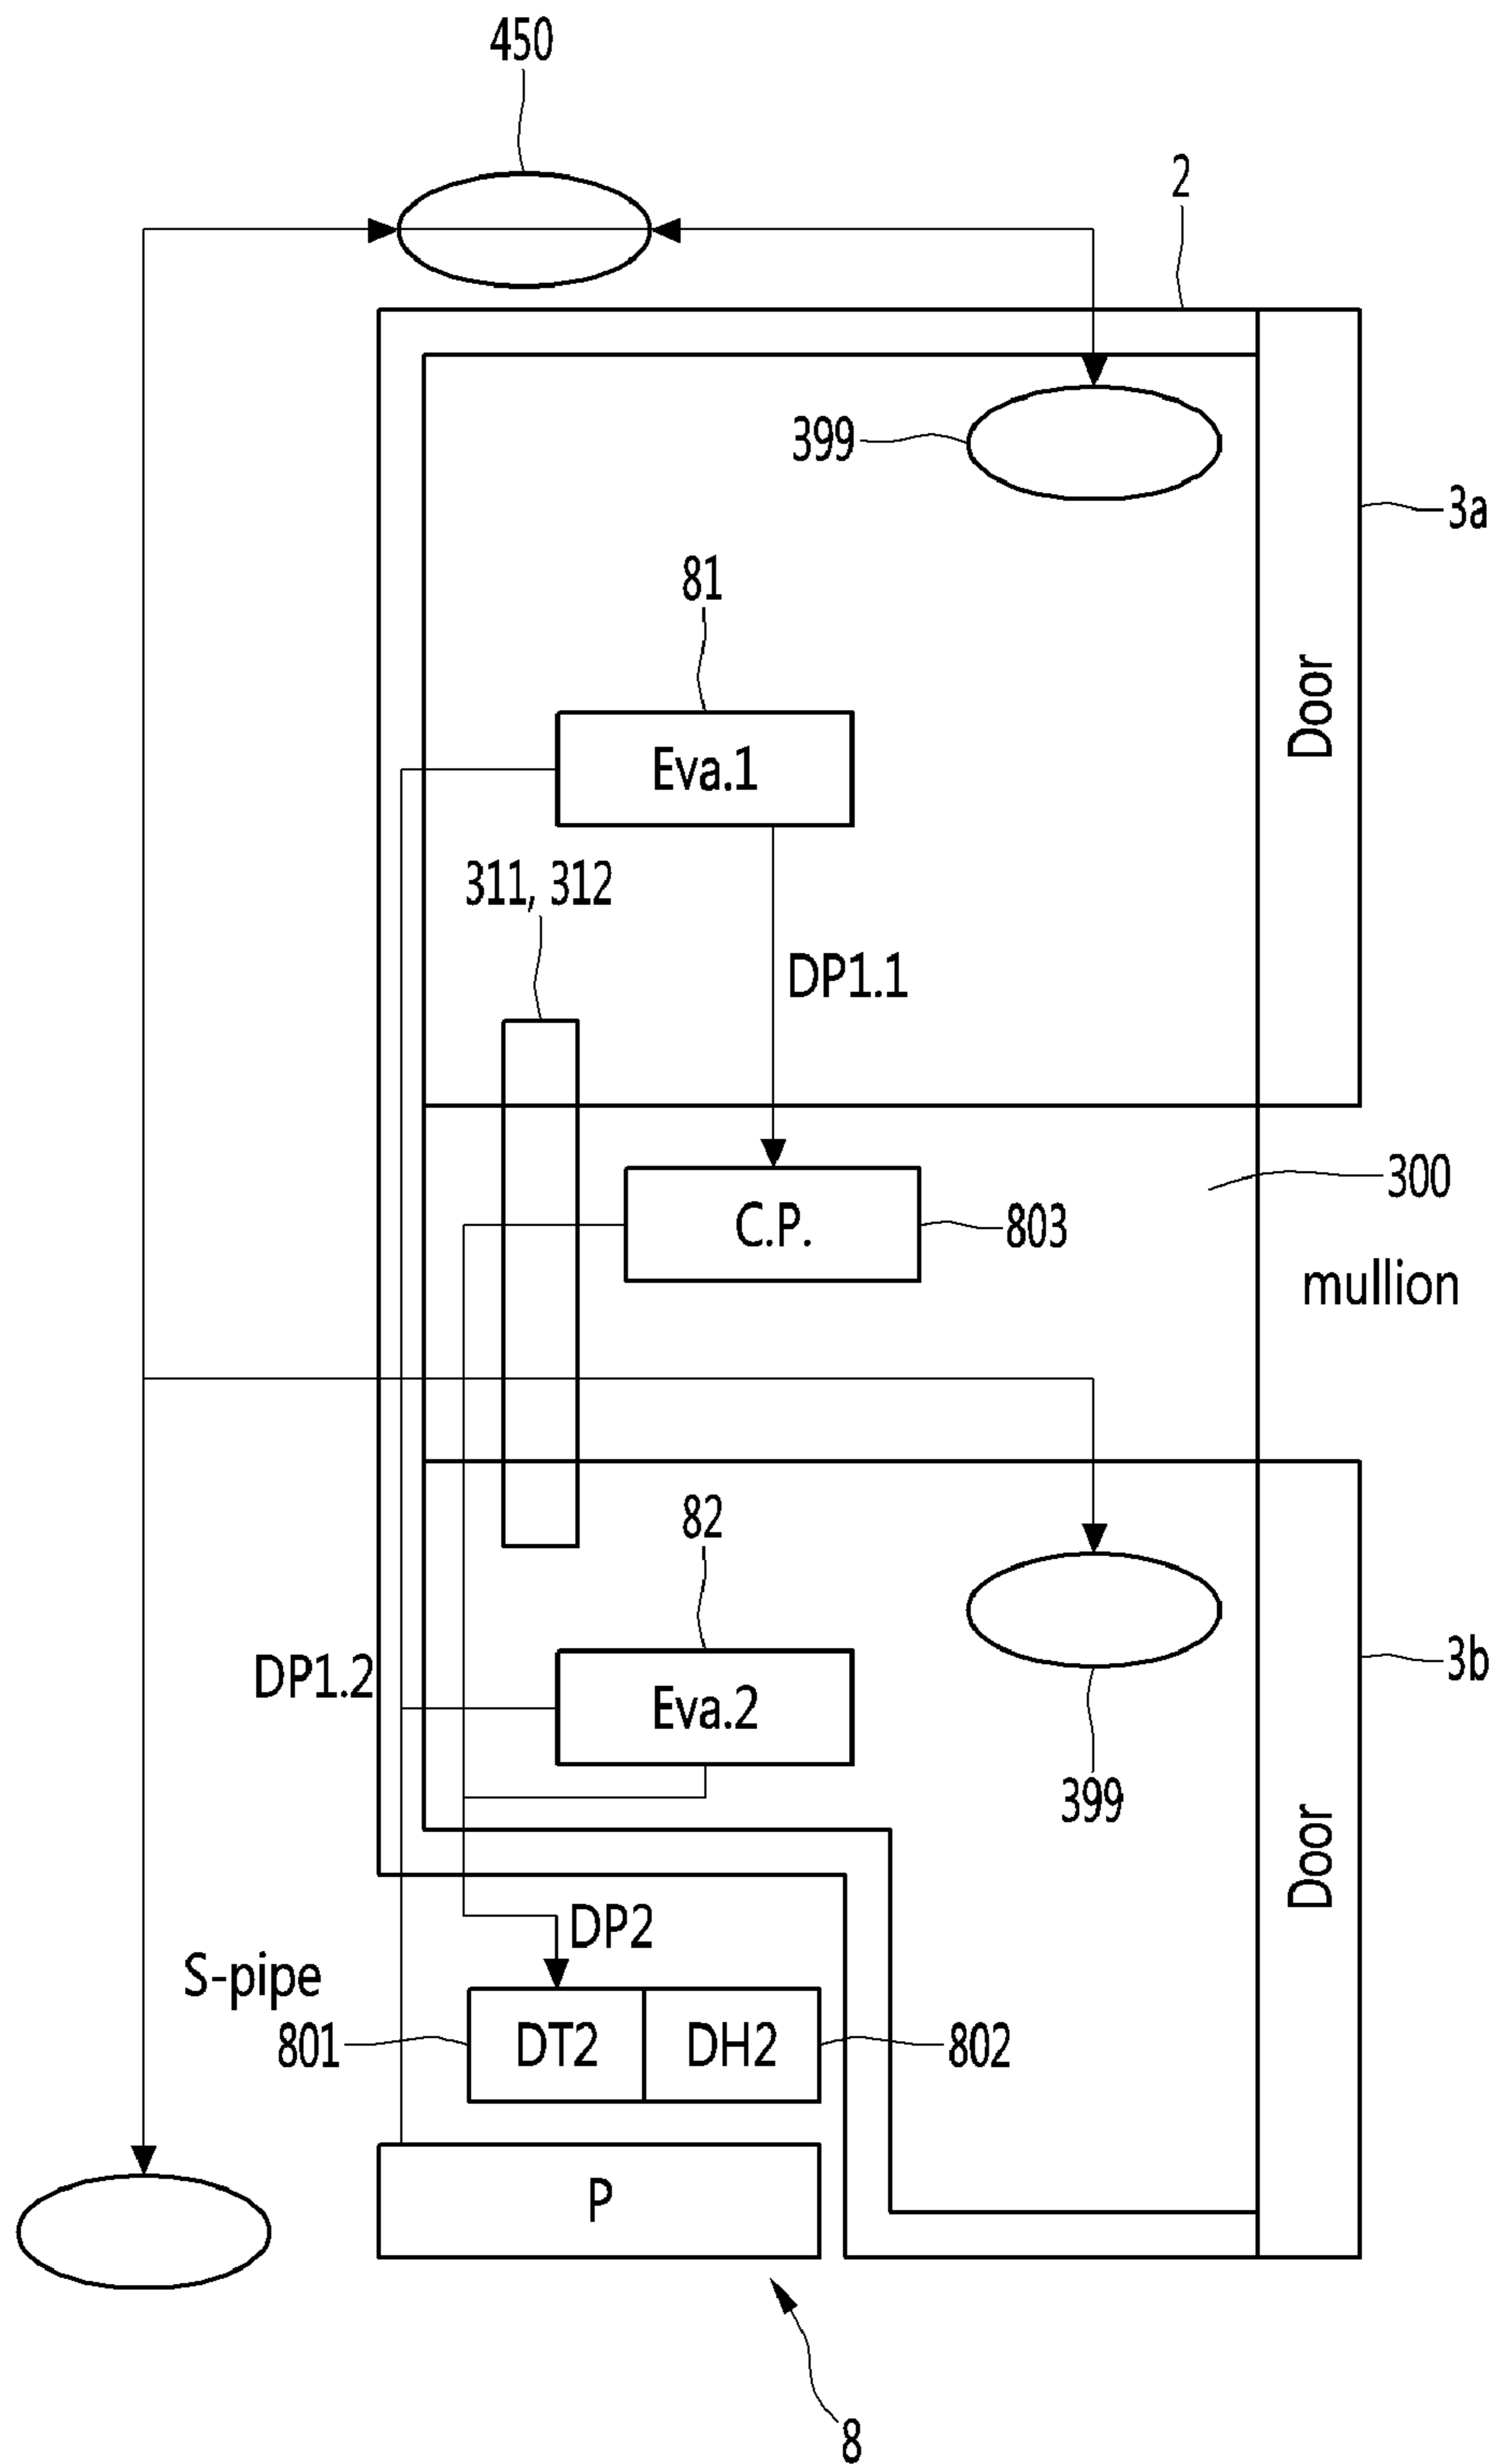 450
2
399
3a
81
Door
Eva.1
311, 312
DP1.1
300
C.P.
803
mullion
82
3b
DP1.2
Eva.2
399
Door
DP2
S-pipe
801
DT2
DH2
802
P
8